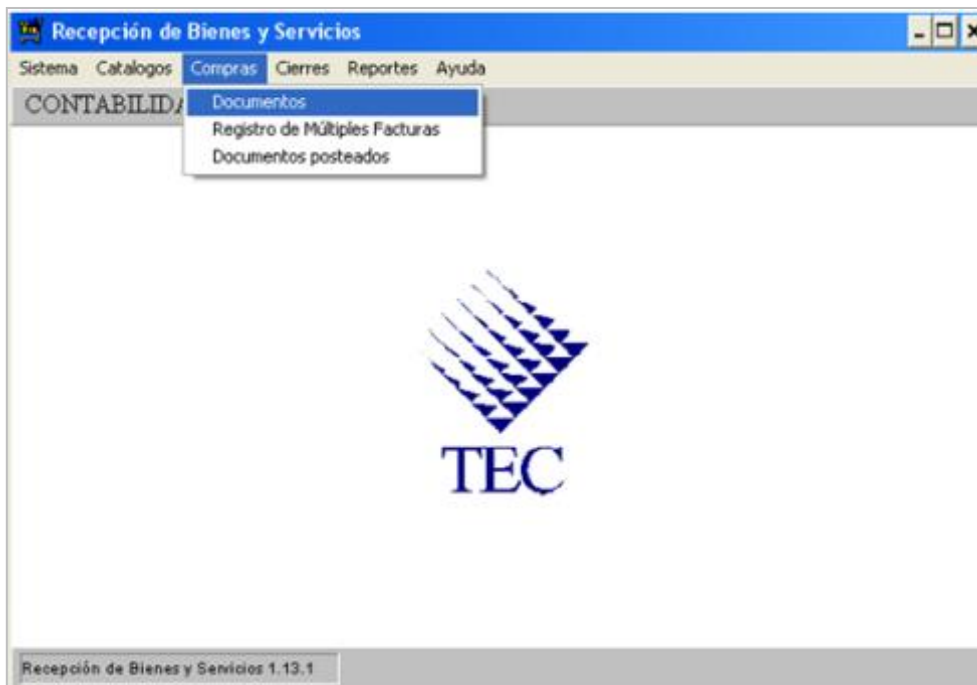 Recepción de Bienes y Servicios
Sistema Catalogos Compras Cierres Reportes Ayuda
Documentos
Registro de Múltiples Facturas
Documentos posteados
TEC
Recepción de Bienes y Servicios 1.13.1